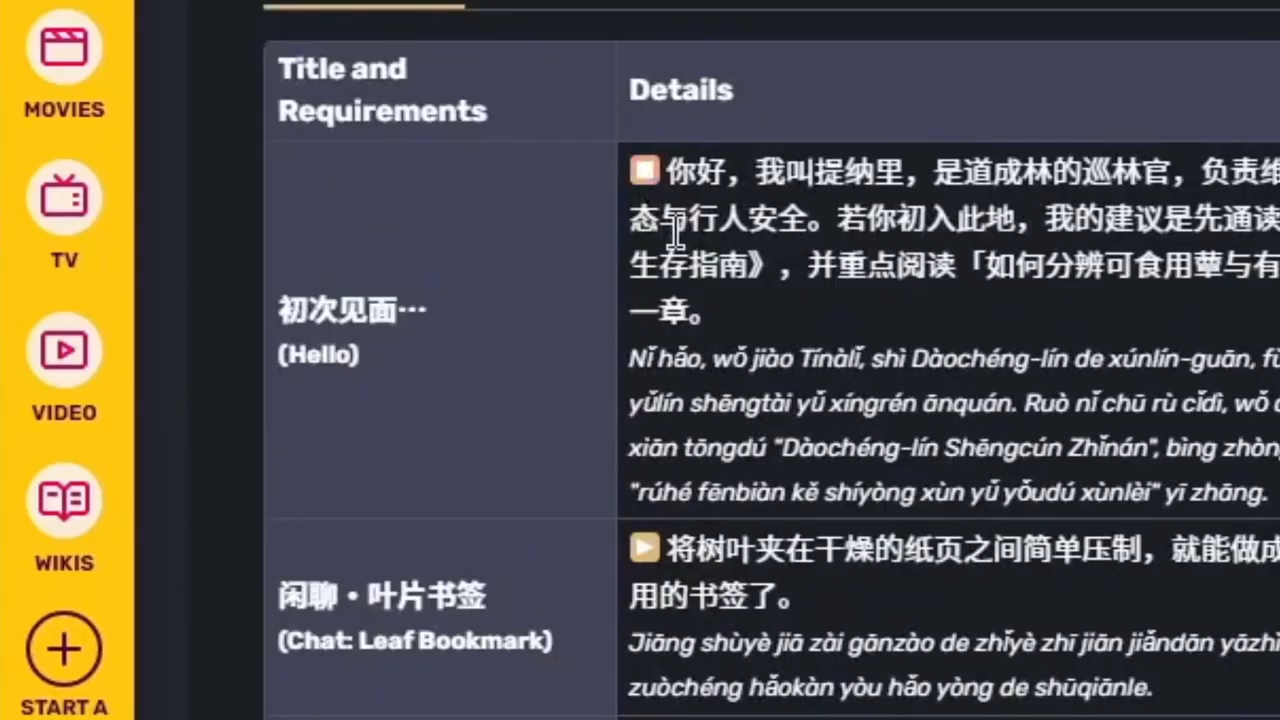 MOVIES
TV
VIDEO
WIKIS
START A
Title and
Requirements
Details
初次见面…
(Hello)
你好，我叫提纳里，是道成林的巡林官，负责维
态与行人安全。若你初入此地，我的建议是先通读
生存指南》，并重点阅读「如何分辨可食用蕈与有
一章。
Nǐ hǎo, wǒ jiào Tínàlǐ, shì Dàochéng-lín de xúnlín-guān, fù
yǔlín shēngtài yǔ xíngrén ānquán. Ruò nǐ chū rù cǐdì, wǒ d
xiān tōngdú "Dàochéng-lín Shēngcún Zhǐnán", bìng zhòng
"rúhé fēnbiàn kě shíyòng xùn yǔ yǒudú xùnlèi" yī zhāng.
闲聊·叶片书签
(Chat: Leaf Bookmark)
将树叶夹在干燥的纸页之间简单压制，就能做成
用的书签了。
Jiāng shùyè jiā zài gānzào de zhǐyè zhī jiān jiǎndān yāzhì
zuòchéng hǎokàn yòu hǎo yòng de shūqiānle.